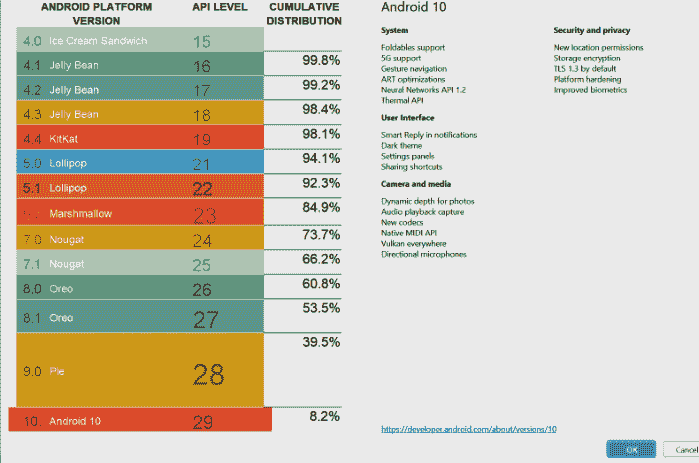 ANDROID PLATFORM
VERSION
API LEVEL
CUMULATIVE
DISTRIBUTION
4.0 Ice Cream Sandwich 15
99.8%
4.1 Jelly Bean 16
99.2%
4.2 Jelly Bean 17
98.4%
4.3 Jelly Bean 18
98.1%
4.4 KitKat 19
94.1%
5.0 Lollipop 21
92.3%
5.1 Lollipop 22
84.9%
Marshmallow 23
73.7%
7.0 Nougat 24
66.2%
7.1 Nougat 25
60.8%
8.0 Oreo 26
53.5%
8.1 Oreo 27
39.5%
9.0 Pie 28
8.2%
10. Android 10 29
Android 10
System
Foldables support
5G support
Gesture navigation
ART optimizations
Neural Networks API 1.2
Thermal API
User Interface
Smart Reply in notifications
Dark theme
Settings panels
Sharing shortcuts
Camera and media
Dynamic depth for photos
Audio playback capture
New codecs
Native MIDI API
Vulkan everywhere
Directional microphones
Security and privacy
New location permissions
Storage encryption
TLS 1.3 by default
Platform hardening
Improved biometrics
https://developer.android.com/about/versions/10
OK
Cancel